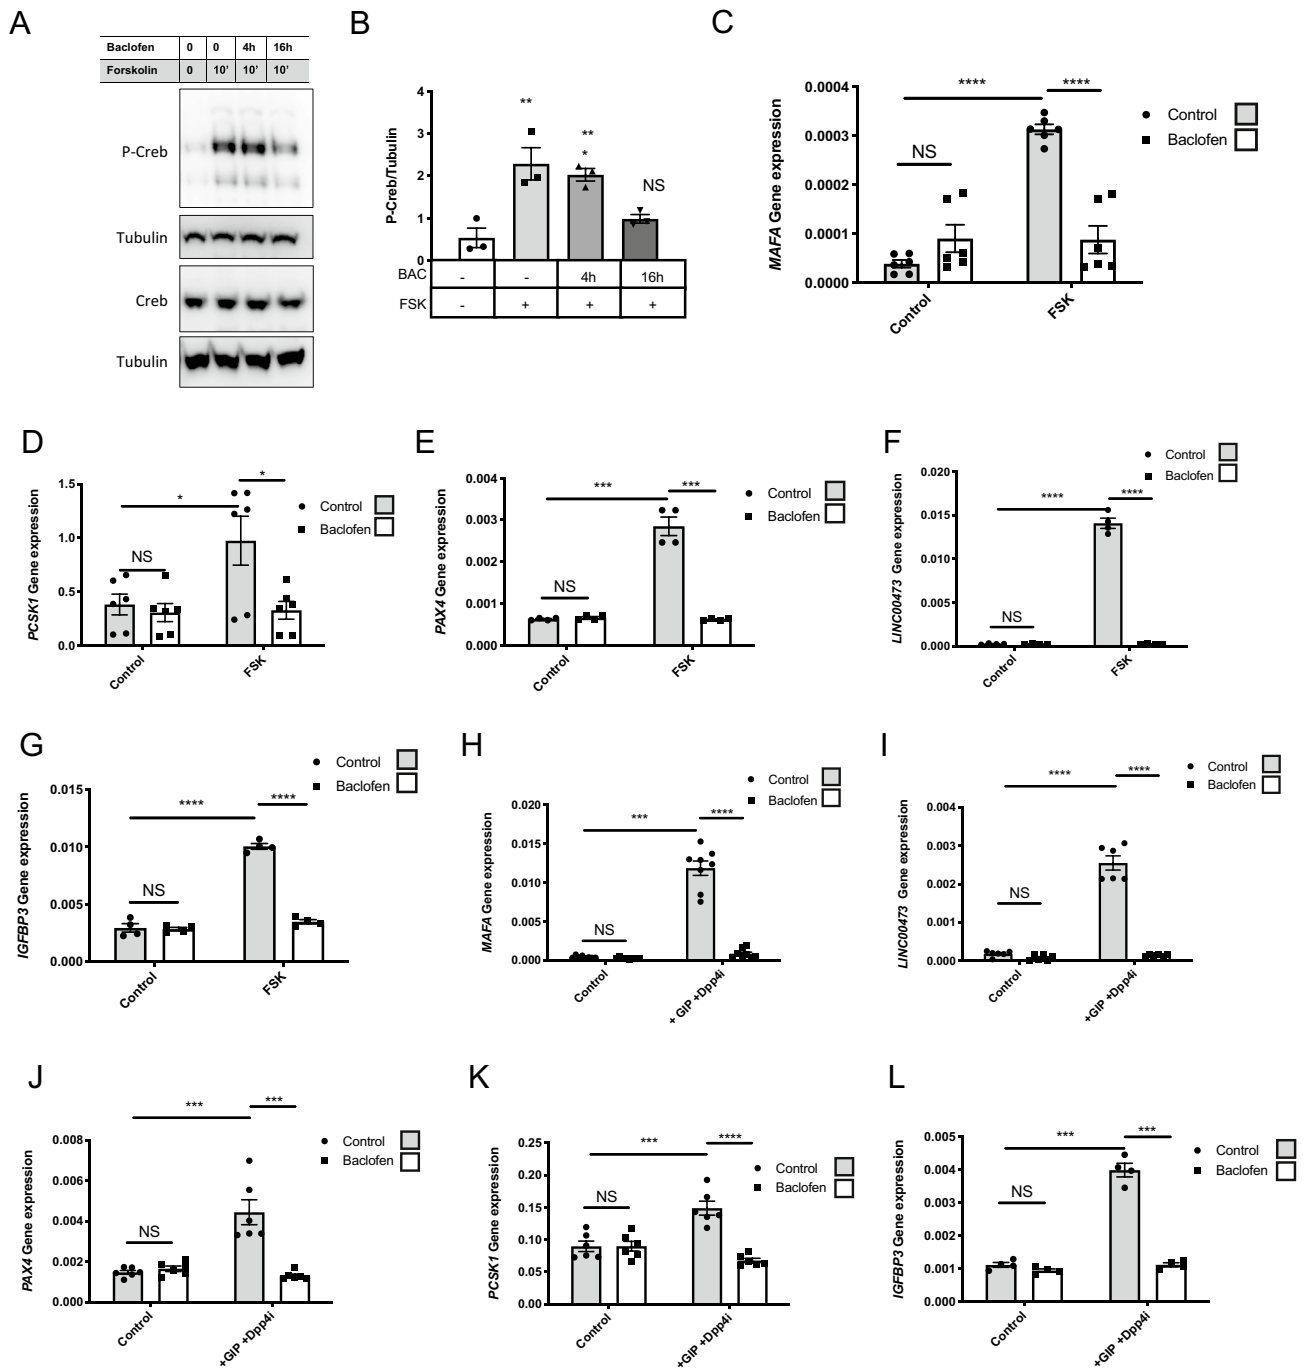 A
Baclofen 0 0 4h 16h
Forskolin 0 10' 10' 10'
P-Creb
Tubulin
Creb
Tubulin
B
P-Creb/Tubulin
4
3
2
1
0
**
**
*
NS
BAC - - 4h 16h
FSK - + + +
C
MAFA Gene expression
0.0004
0.0003
0.0002
0.0001
0.0000
NS
****
****
Control
Baclofen
Control
FSK
D
PCSK1 Gene expression
1.5
1.0
0.5
0.0
NS
*
*
Control
Baclofen
Control
FSK
E
PAX4 Gene expression
0.004
0.003
0.002
0.001
0.000
NS
***
***
Control
Baclofen
Control
FSK
F
LINC00473 Gene expression
0.020
0.015
0.010
0.005
0.000
NS
****
****
Control
Baclofen
Control
FSK
G
IGFBP3 Gene expression
0.015
0.010
0.005
0.000
NS
****
****
Control
Baclofen
Control
FSK
H
MAFA Gene expression
0.020
0.015
0.010
0.005
0.000
NS
***
****
Control
Baclofen
Control
+ GIP +Dpp4i
I
LINC00473 Gene expression
0.004
0.003
0.002
0.001
0.000
NS
****
****
Control
Baclofen
Control
+GIP +Dpp4i
J
PAX4 Gene expression
0.008
0.006
0.004
0.002
0.000
NS
***
***
Control
Baclofen
Control
+GIP +Dpp4i
K
PCSK1 Gene expression
0.25
0.20
0.15
0.10
0.05
0.00
NS
***
****
Control
Baclofen
Control
+GIP +Dpp4i
L
IGFBP3 Gene expression
0.005
0.004
0.003
0.002
0.001
0.000
NS
***
***
Control
Baclofen
Control
+GIP +Dpp4i